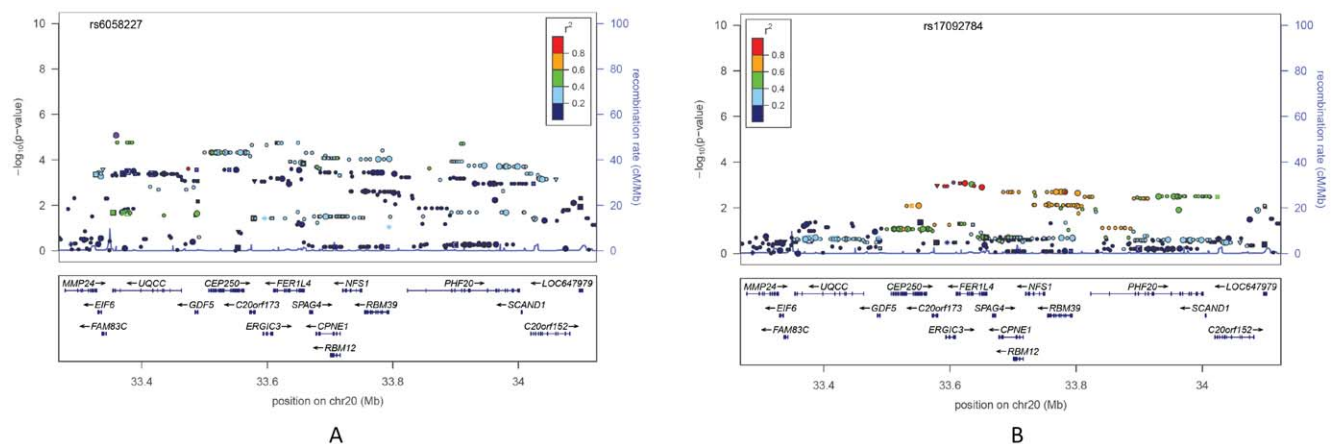 rs6058227
10
8
6
4
2
0
−log10(p−value)
r2
0.8
0.6
0.4
0.2
100
80
60
40
20
0
recombination rate (cM/Mb)
MMP24→ ←UQCC CEP250→ ←FER1L4 ←NFS1 PHF20→ ←LOC647979
←EIF6 ←GDF5 C20orf173→ SPAG4→ ←RBM39 ←SCAND1
←FAM83C ERGIC3→ ←CPNE1 C20orf152→
←RBM12
33.4 33.6 33.8 34
position on chr20 (Mb)
A
rs17092784
10
8
6
4
2
0
−log10(p−value)
r2
0.8
0.6
0.4
0.2
100
80
60
40
20
0
recombination rate (cM/Mb)
MMP24→ ←UQCC CEP250→ ←FER1L4 ←NFS1 PHF20→ LOC647979
←EIF6 ←GDF5 C20orf173→ SPAG4→ ←RBM39 ←SCAND1
←FAM83C ERGIC3→ ←CPNE1 C20orf152→
←RBM12
33.4 33.6 33.8 34
position on chr20 (Mb)
B